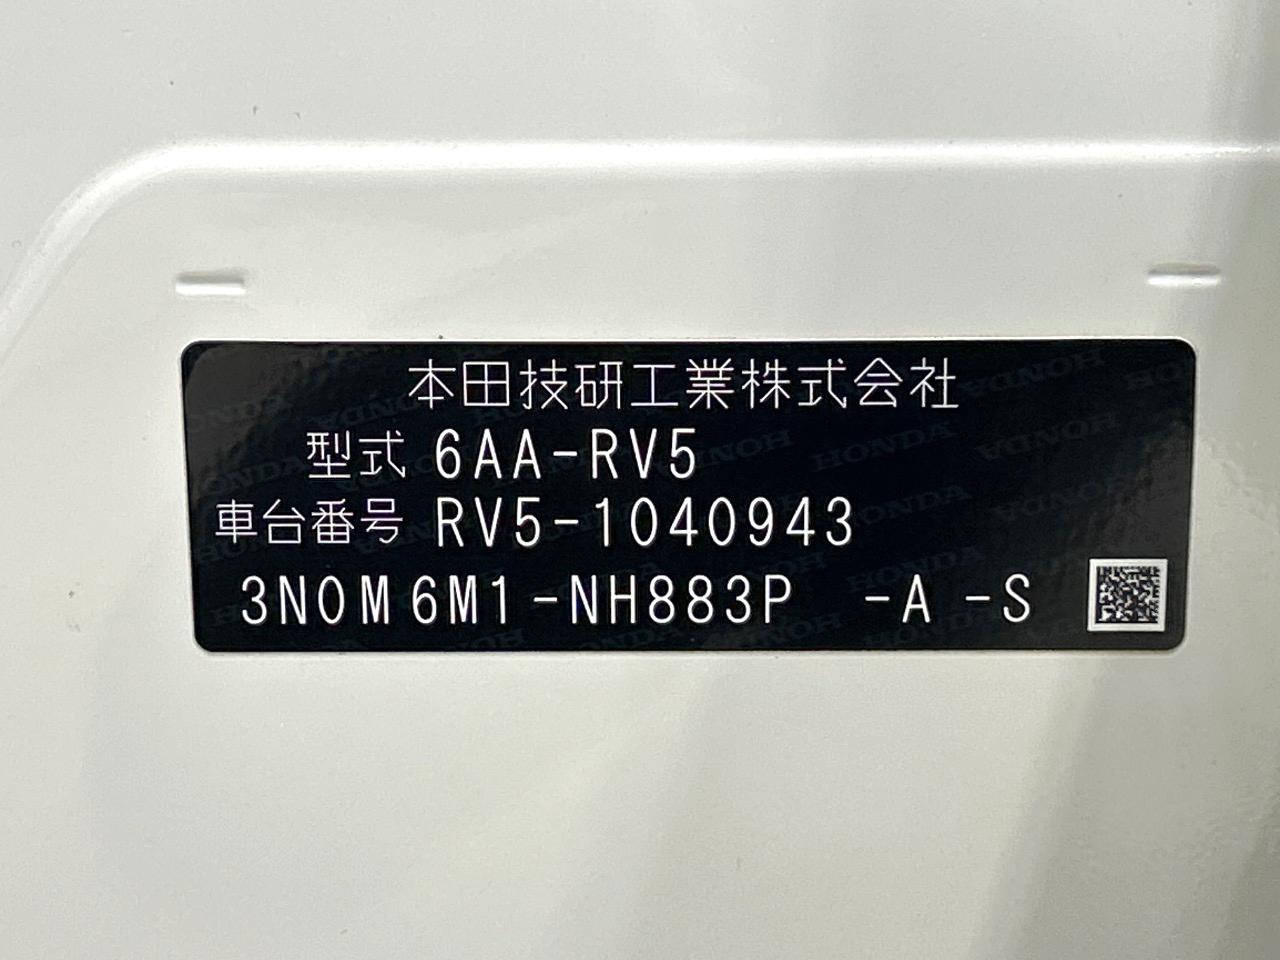 本田技研工業株式会社
型式 6AA-RV5
車台番号 RV5-1040943
3N0M6M1-NH883P -A -S